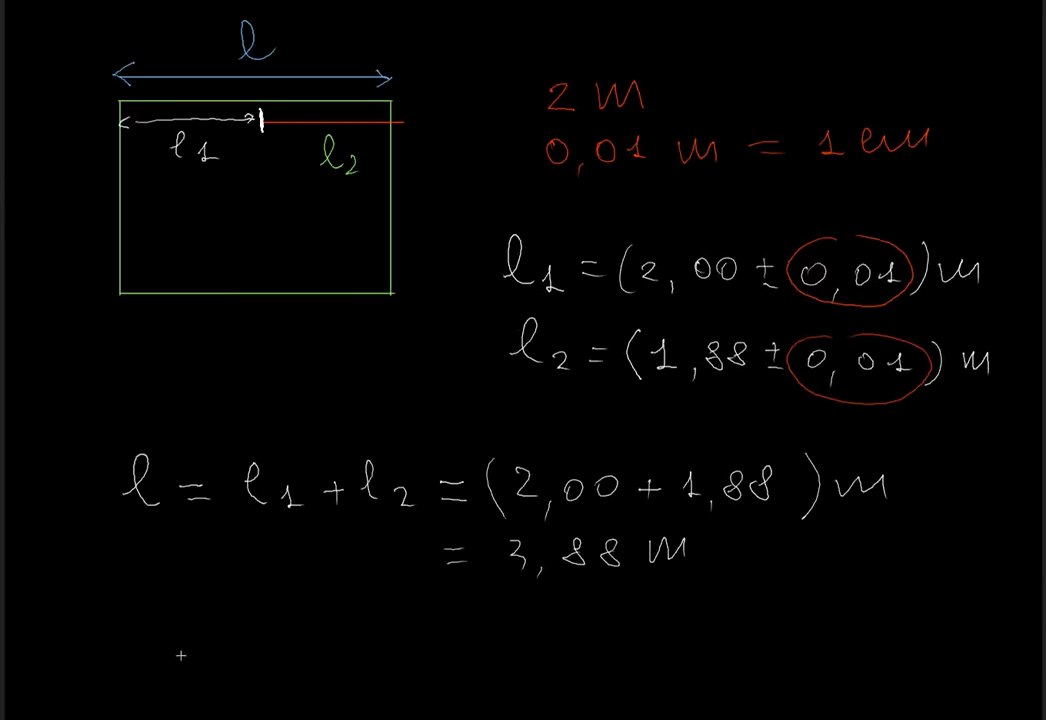 l
l1
l2
2 m
0,01 m = 1 cm
l1 = (2,00 ± 0,01) m
l2 = (1,88 ± 0,01) m
l = l1 + l2 = (2,00 + 1,88) m
= 3,88 m